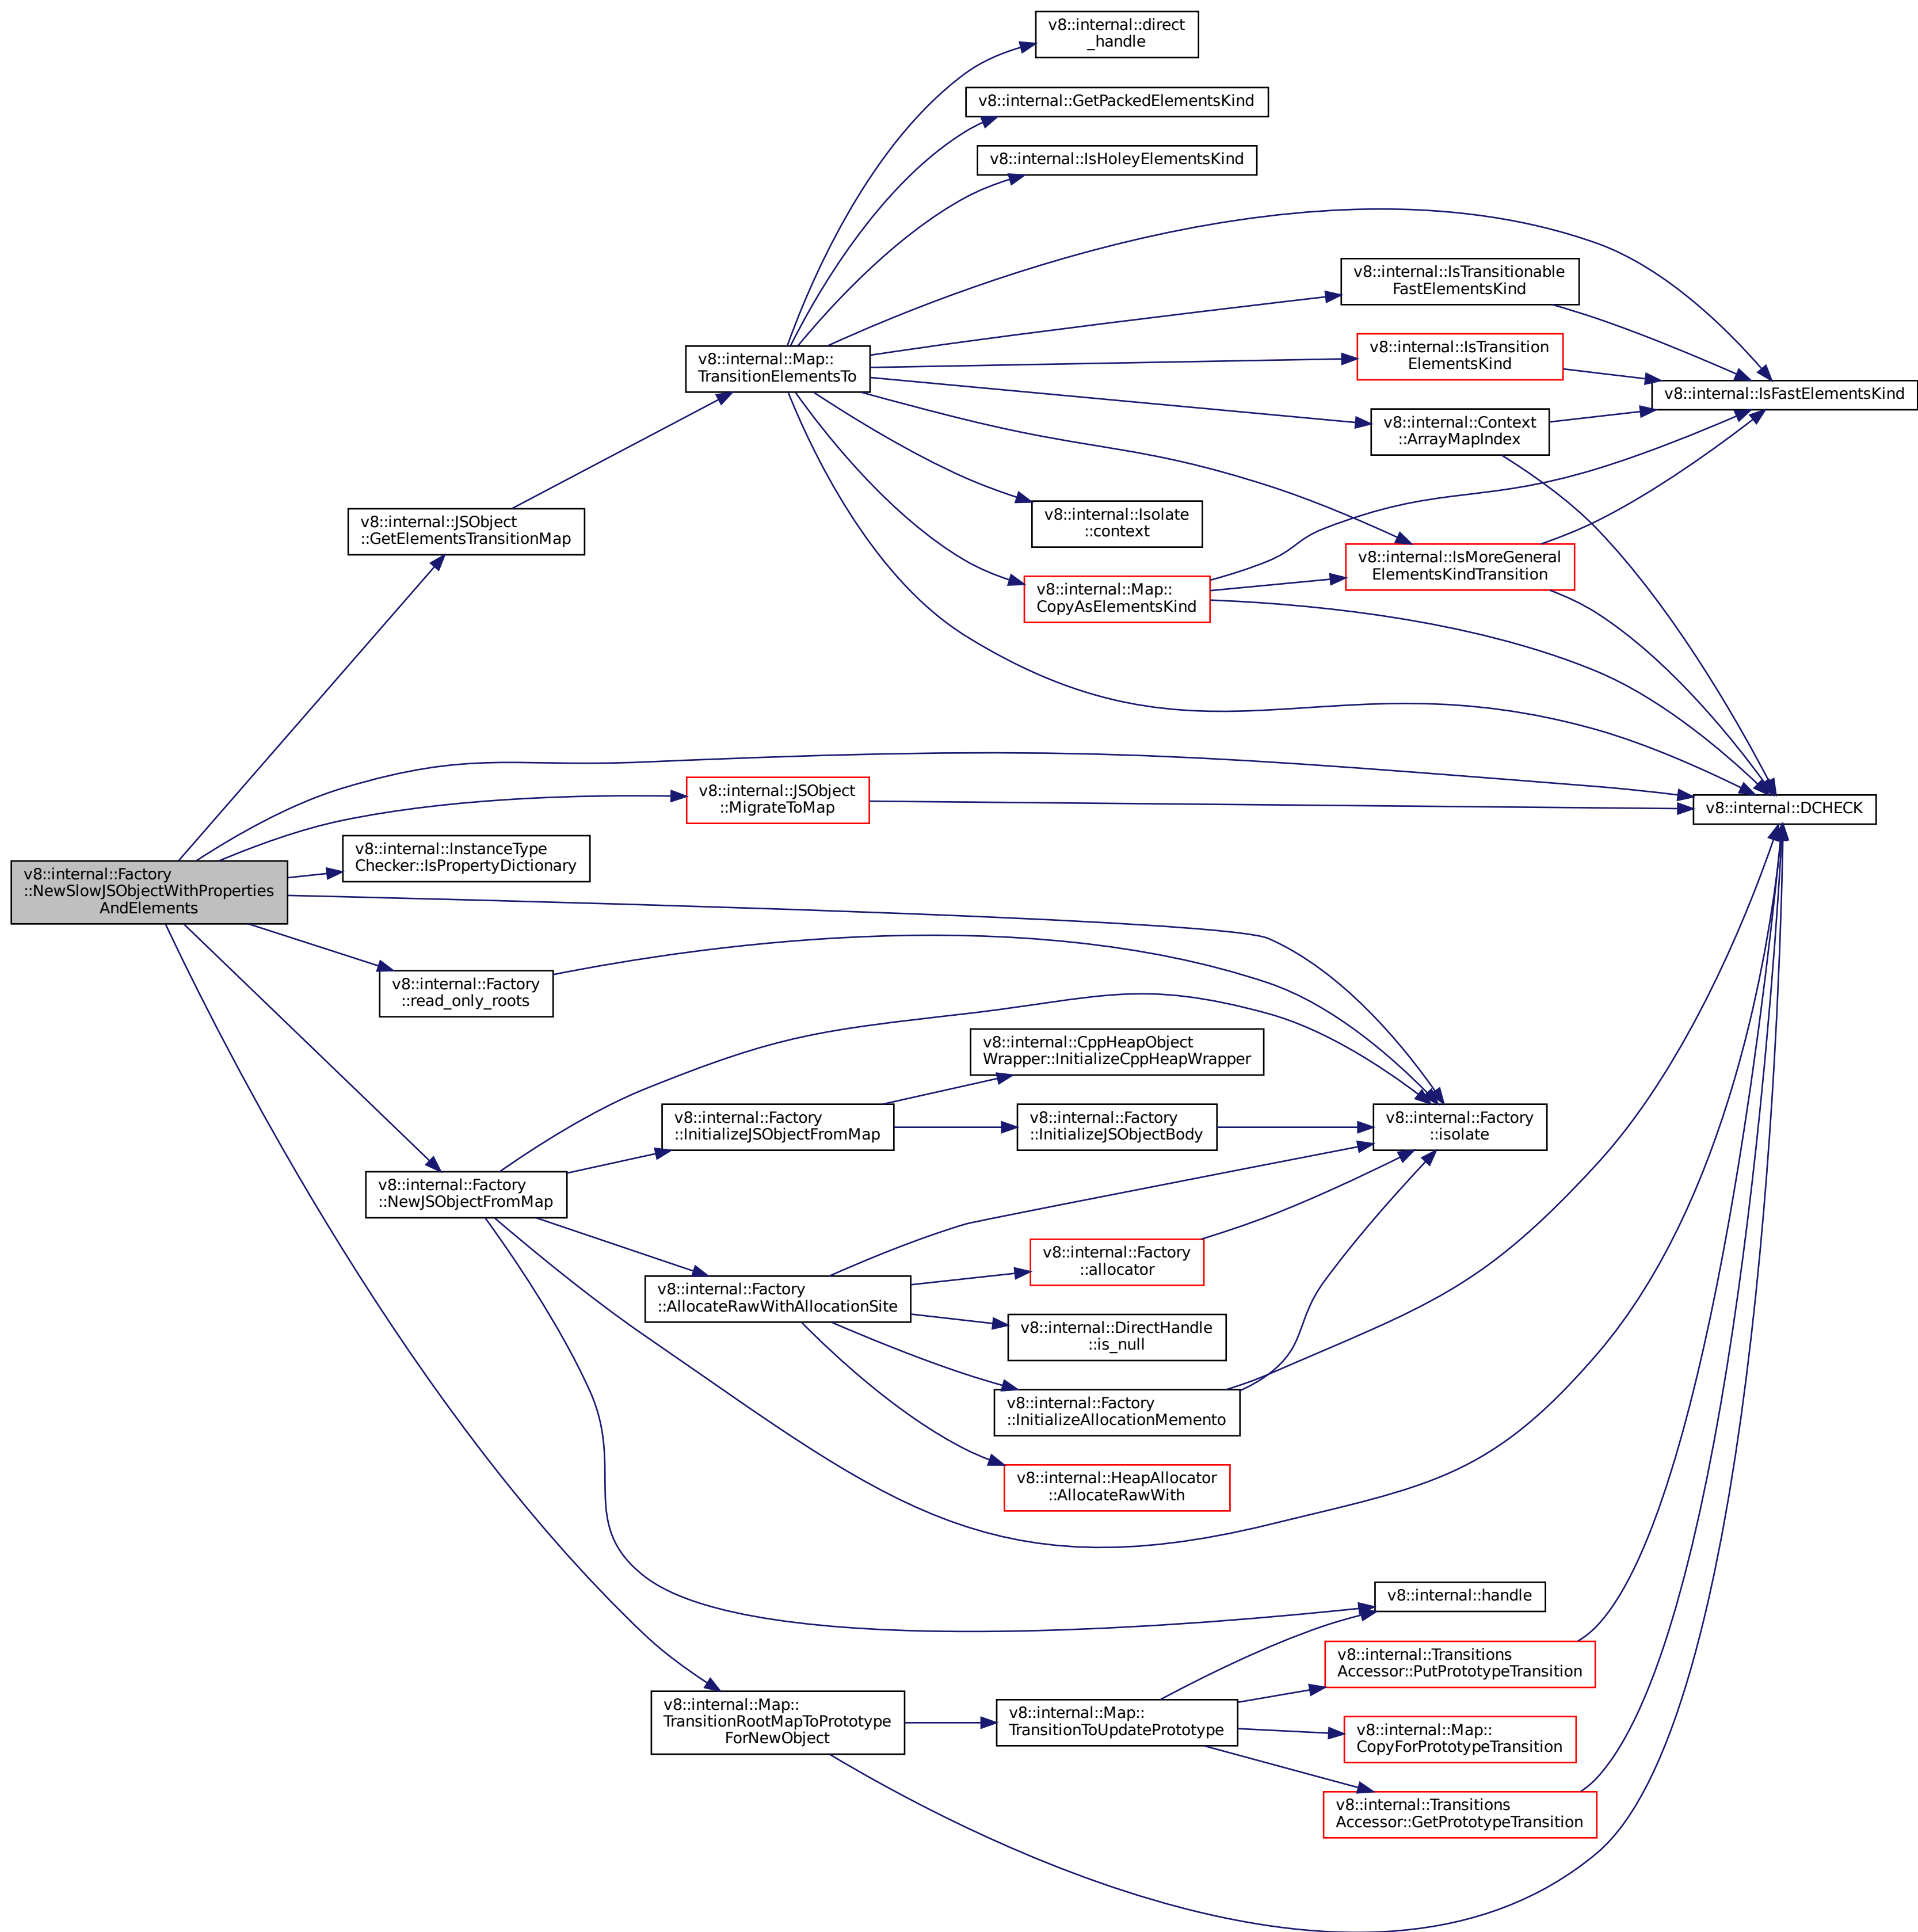 v8::internal::direct
_handle
v8::internal::GetPackedElementsKind
v8::internal::IsHoleyElementsKind
v8::internal::IsTransitionable
FastElementsKind
v8::internal::IsTransition
ElementsKind
v8::internal::Map::
TransitionElementsTo
v8::internal::IsFastElementsKind
v8::internal::Context
::ArrayMapIndex
v8::internal::JSObject
::GetElementsTransitionMap
v8::internal::Isolate
::context
v8::internal::IsMoreGeneral
ElementsKindTransition
v8::internal::Map::
CopyAsElementsKind
v8::internal::JSObject
::MigrateToMap
v8::internal::DCHECK
v8::internal::InstanceType
Checker::IsPropertyDictionary
v8::internal::Factory
::NewSlowJSObjectWithProperties
AndElements
v8::internal::Factory
::read_only_roots
v8::internal::CppHeapObject
Wrapper::InitializeCppHeapWrapper
v8::internal::Factory
::InitializeJSObjectFromMap
v8::internal::Factory
::InitializeJSObjectBody
v8::internal::Factory
::isolate
v8::internal::Factory
::NewJSObjectFromMap
v8::internal::Factory
::allocator
v8::internal::Factory
::AllocateRawWithAllocationSite
v8::internal::DirectHandle
::is_null
v8::internal::Factory
::InitializeAllocationMemento
v8::internal::HeapAllocator
::AllocateRawWith
v8::internal::handle
v8::internal::Transitions
Accessor::PutPrototypeTransition
v8::internal::Map::
TransitionRootMapToPrototype
ForNewObject
v8::internal::Map::
TransitionToUpdatePrototype
v8::internal::Map::
CopyForPrototypeTransition
v8::internal::Transitions
Accessor::GetPrototypeTransition